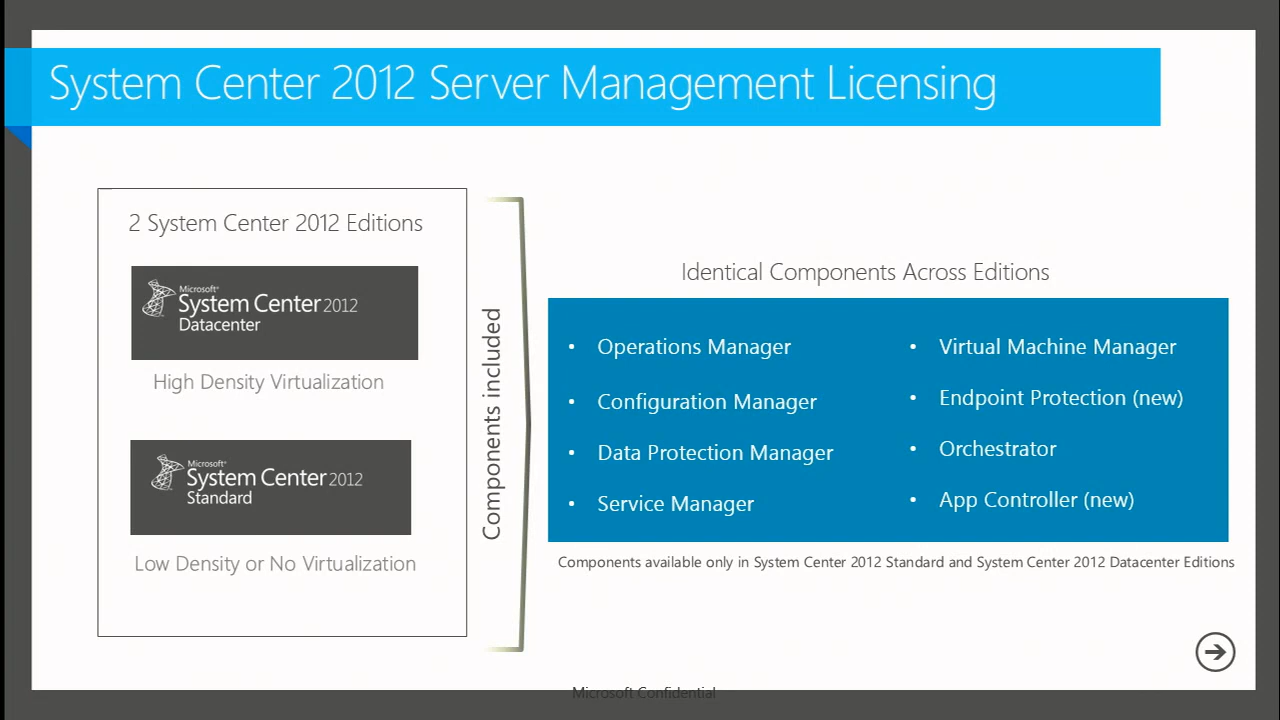 System Center 2012 Server Management Licensing
2 System Center 2012 Editions
Microsoft®
System Center 2012
Datacenter
High Density Virtualization
Microsoft®
System Center 2012
Standard
Low Density or No Virtualization
Components included
Identical Components Across Editions
• Operations Manager
• Configuration Manager
• Data Protection Manager
• Service Manager
• Virtual Machine Manager
• Endpoint Protection (new)
• Orchestrator
• App Controller (new)
Components available only in System Center 2012 Standard and System Center 2012 Datacenter Editions
Microsoft Confidential